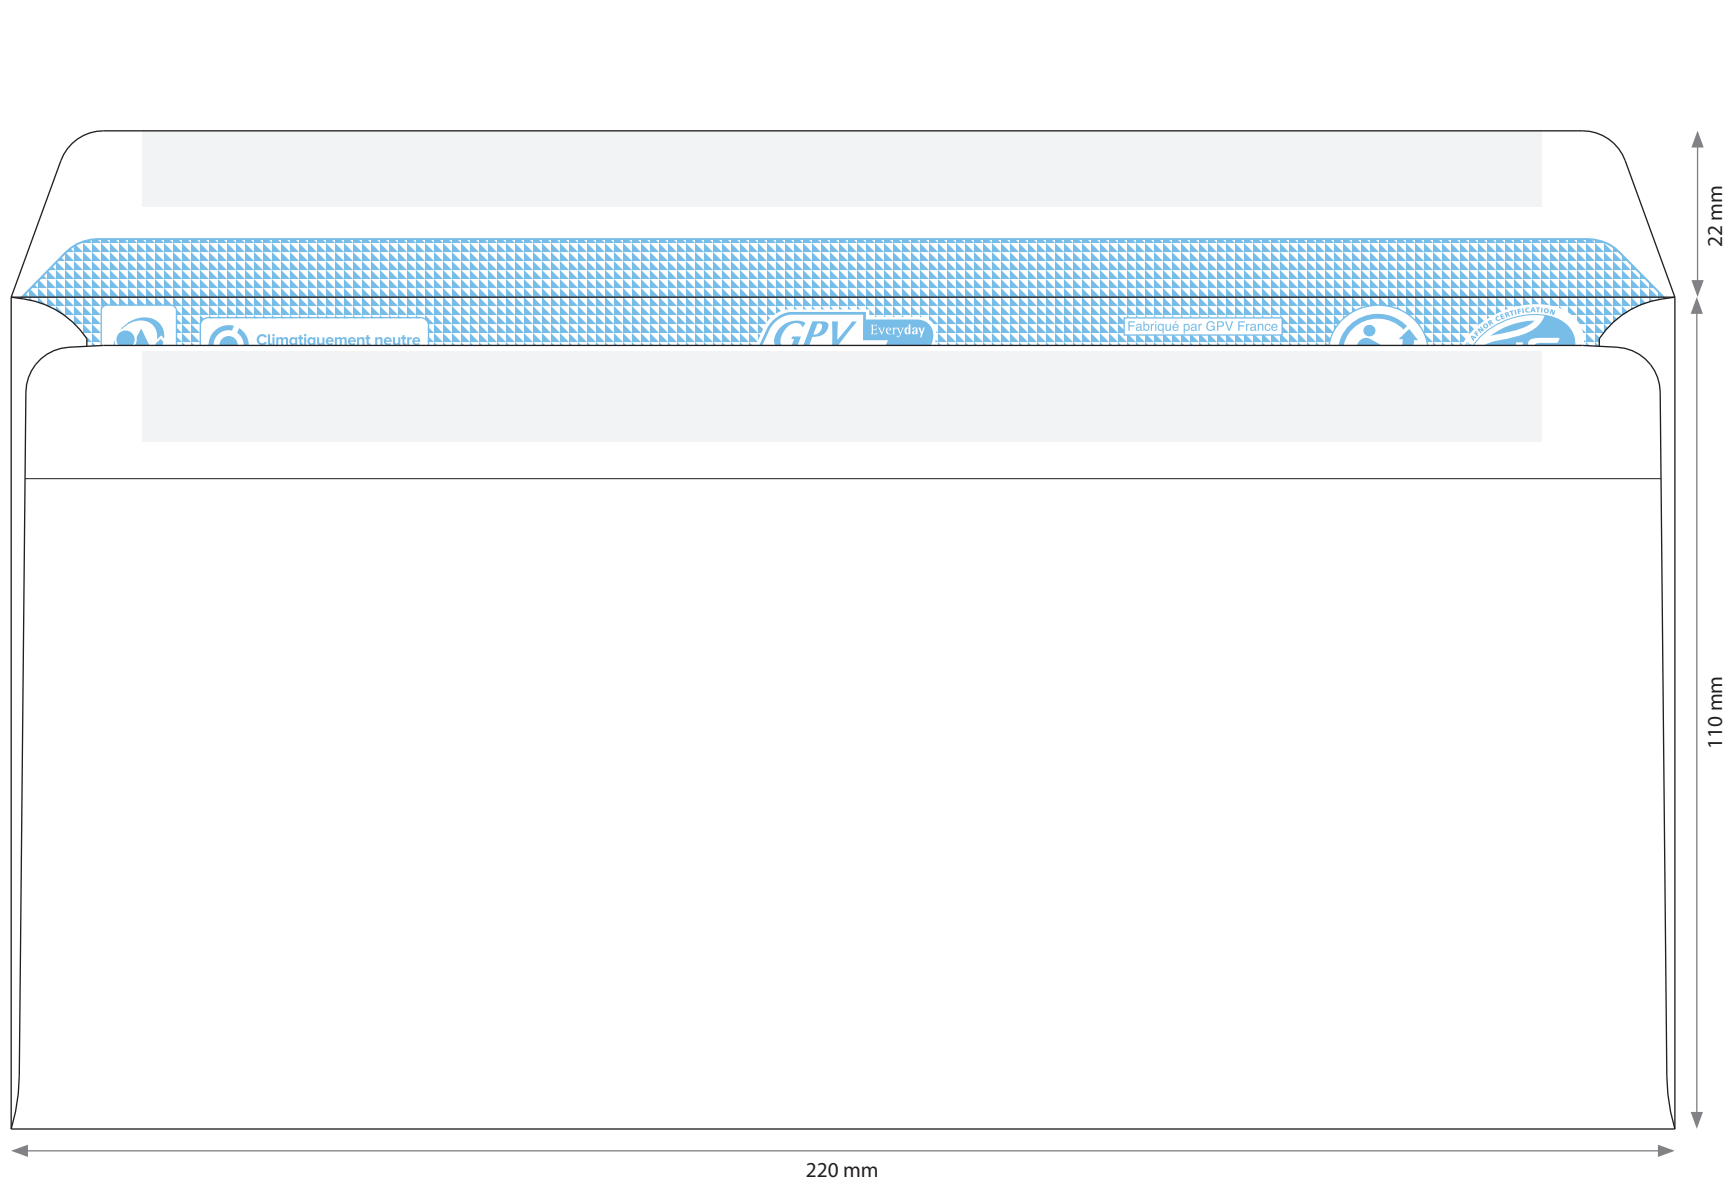 22 mm
AFNOR CERTIFICATION
GPV Everyday
Fabriqué par GPV France
Climatiquement neutre
110 mm
220 mm